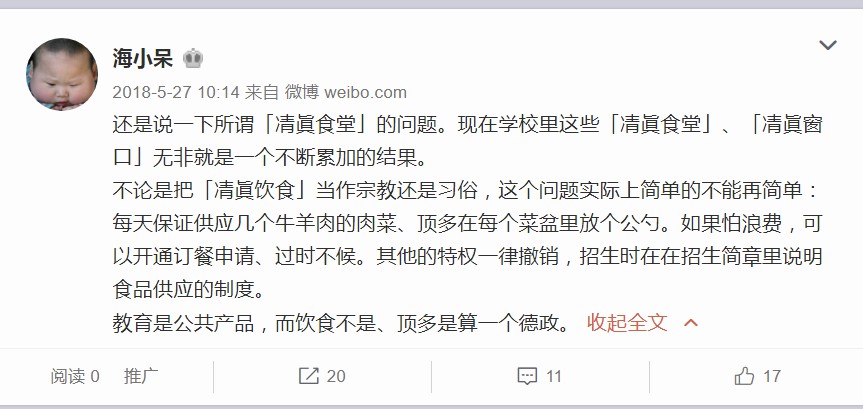 海小呆
2018-5-27 10:14 来自 微博 weibo.com
还是说一下所谓「凊眞食堂」的问题。现在学校里这些「凊眞食堂」、「凊眞窗
口」无非就是一个不断累加的结果。
不论是把「凊眞饮食」当作宗教还是习俗，这个问题实际上简单的不能再简单：
每天保证供应几个牛羊肉的肉菜、顶多在每个菜盆里放个公勺。如果怕浪费，可
以开通订餐申请、过时不候。其他的特权一律撤销，招生时在在招生简章里说明
食品供应的制度。
教育是公共产品，而饮食不是、顶多是算一个德政。 收起全文
阅读 0 推广 20 11 17